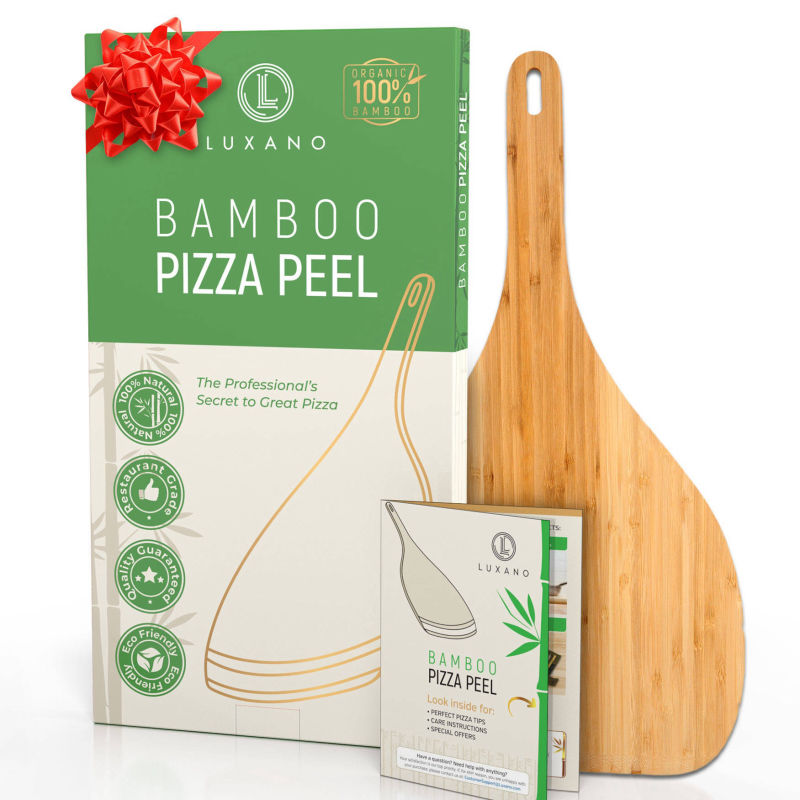 LUXANO
ORGANIC
100%
BAMBOO
BAMBOO
PIZZA PEEL
BAMBOO PIZZA PEEL
The Professional's
Secret to Great Pizza
100% Natural 100% Natural
Restaurant Grade
Quality Guaranteed
Eco Friendly Eco Friendly
LUXANO
BAMBOO
PIZZA PEEL
Look inside for:
• PERFECT PIZZA TIPS
• CARE INSTRUCTIONS
• SPECIAL OFFERS
Have a question? Need help with anything?